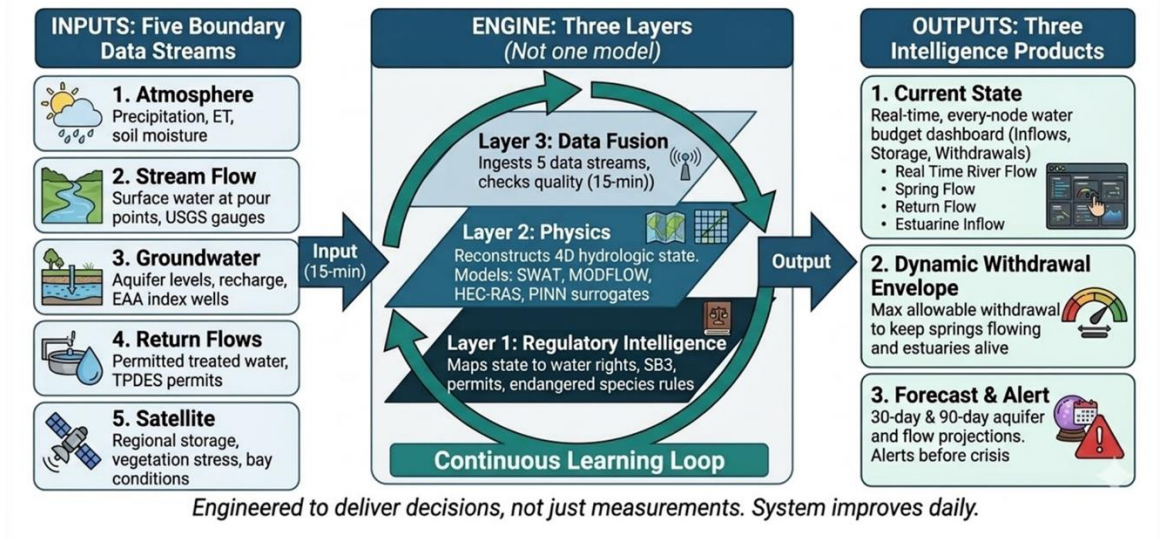 INPUTS: Five Boundary
Data Streams
1. Atmosphere
Precipitation, ET,
soil moisture
2. Stream Flow
Surface water at pour
points, USGS gauges
3. Groundwater
Aquifer levels, recharge,
EAA index wells
4. Return Flows
Permitted treated water,
TPDES permits
5. Satellite
Regional storage,
vegetation stress, bay
conditions
Input
(15-min)
ENGINE: Three Layers
(Not one model)
Layer 3: Data Fusion
Ingests 5 data streams,
checks quality (15-min))
Layer 2: Physics
Reconstructs 4D hydrologic state.
Models: SWAT, MODFLOW,
HEC-RAS, PINN surrogates
Layer 1: Regulatory Intelligence
Maps state to water rights, SB3,
permits, endangered species rules
Continuous Learning Loop
Output
OUTPUTS: Three
Intelligence Products
1. Current State
Real-time, every-node water
budget dashboard (Inflows,
Storage, Withdrawals)
• Real Time River Flow
• Spring Flow
• Return Flow
• Estuarine Inflow
2. Dynamic Withdrawal
Envelope
Max allowable withdrawal
to keep springs flowing
and estuaries alive
3. Forecast & Alert
30-day & 90-day aquifer
and flow projections.
Alerts before crisis
Engineered to deliver decisions, not just measurements. System improves daily.